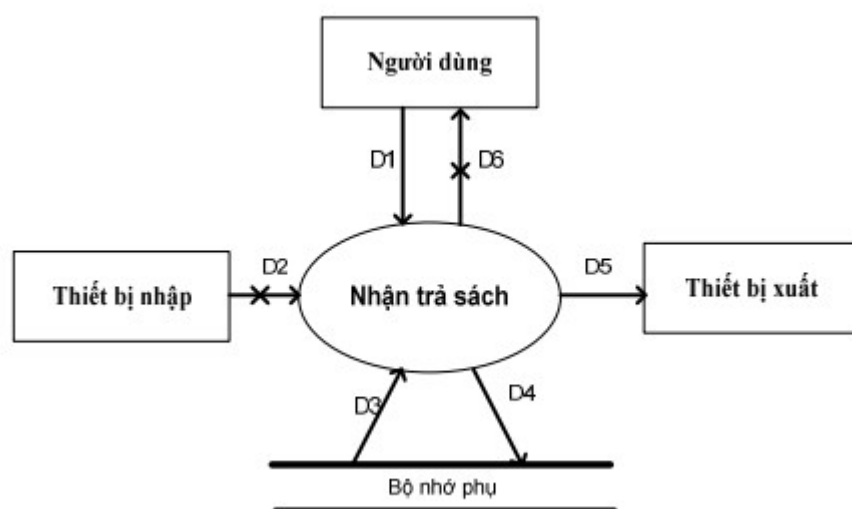 Người dùng
D1
D6
D2
D5
Thiết bị nhập
Nhận trả sách
Thiết bị xuất
D3
D4
Bộ nhớ phụ